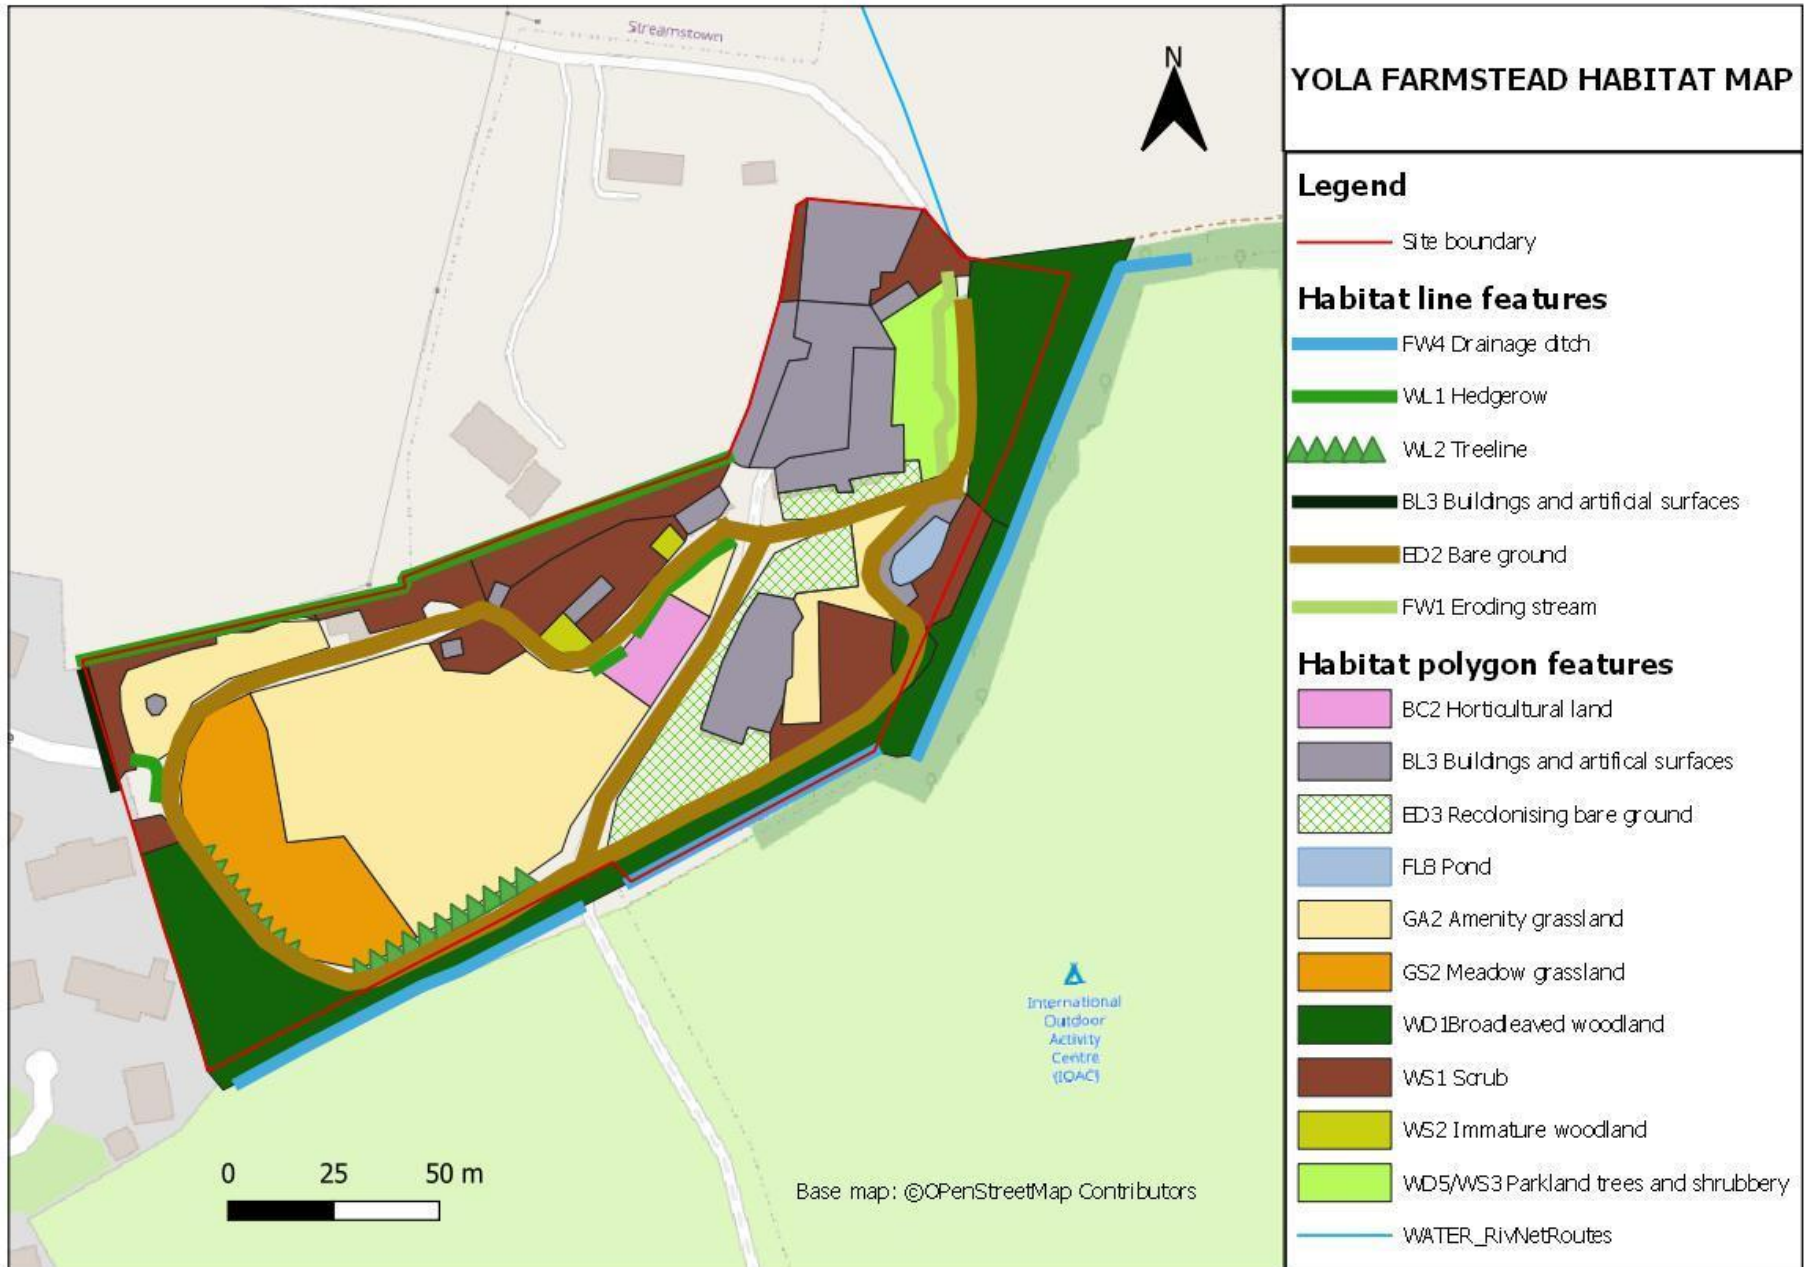 Streamstown
N
YOLA FARMSTEAD HABITAT MAP
Legend
Site boundary
Habitat line features
FW4 Drainage ditch
WL1 Hedgerow
WL2 Treeline
BL3 Buildings and artificial surfaces
ED2 Bare ground
FW1 Eroding stream
Habitat polygon features
BC2 Horticultural land
BL3 Buildings and artifical surfaces
ED3 Recolonising bare ground
FL8 Pond
GA2 Amenity grassland
GS2 Meadow grassland
WD1Broadleaved woodland
WS1 Scrub
WS2 Immature woodland
WD5/WS3 Parkland trees and shrubbery
WATER_RivNetRoutes
International
Outdoor
Activity
Centre
(IOAC)
0 25 50 m
Base map: ©OPenStreetMap Contributors